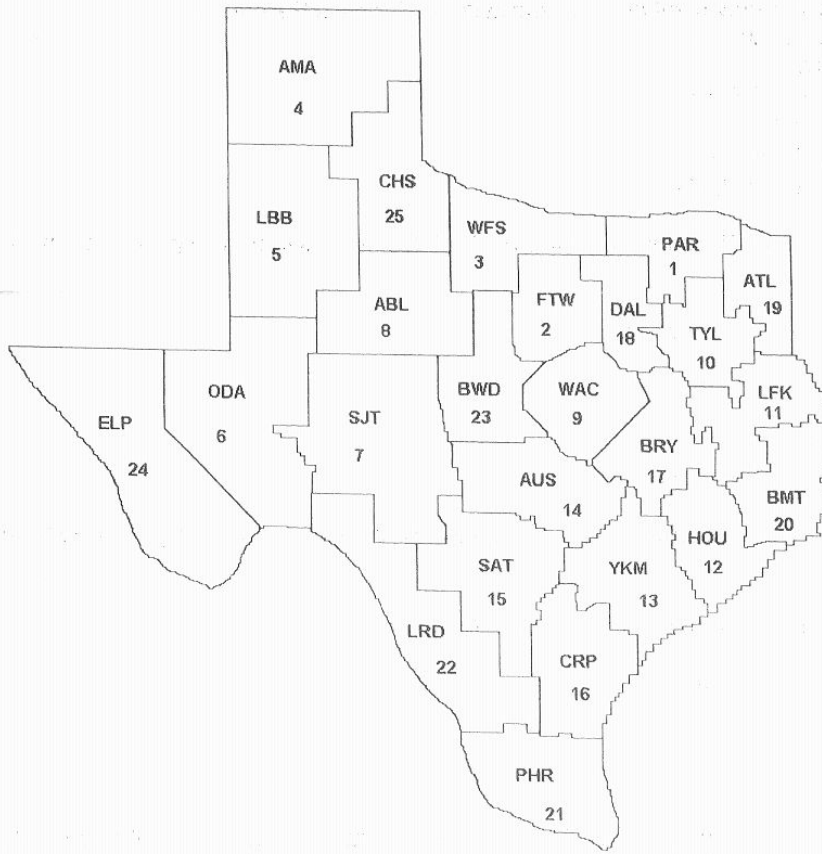 AMA
4
CHS
25
LBB
5
WFS
3
PAR
1
ATL
19
ABL
8
FTW
2
DAL
18
TYL
10
ODA
6
ELP
24
SJT
7
BWD
23
WAC
9
LFK
11
BRY
17
AUS
14
BMT
20
HOU
12
SAT
15
YKM
13
LRD
22
CRP
16
PHR
21